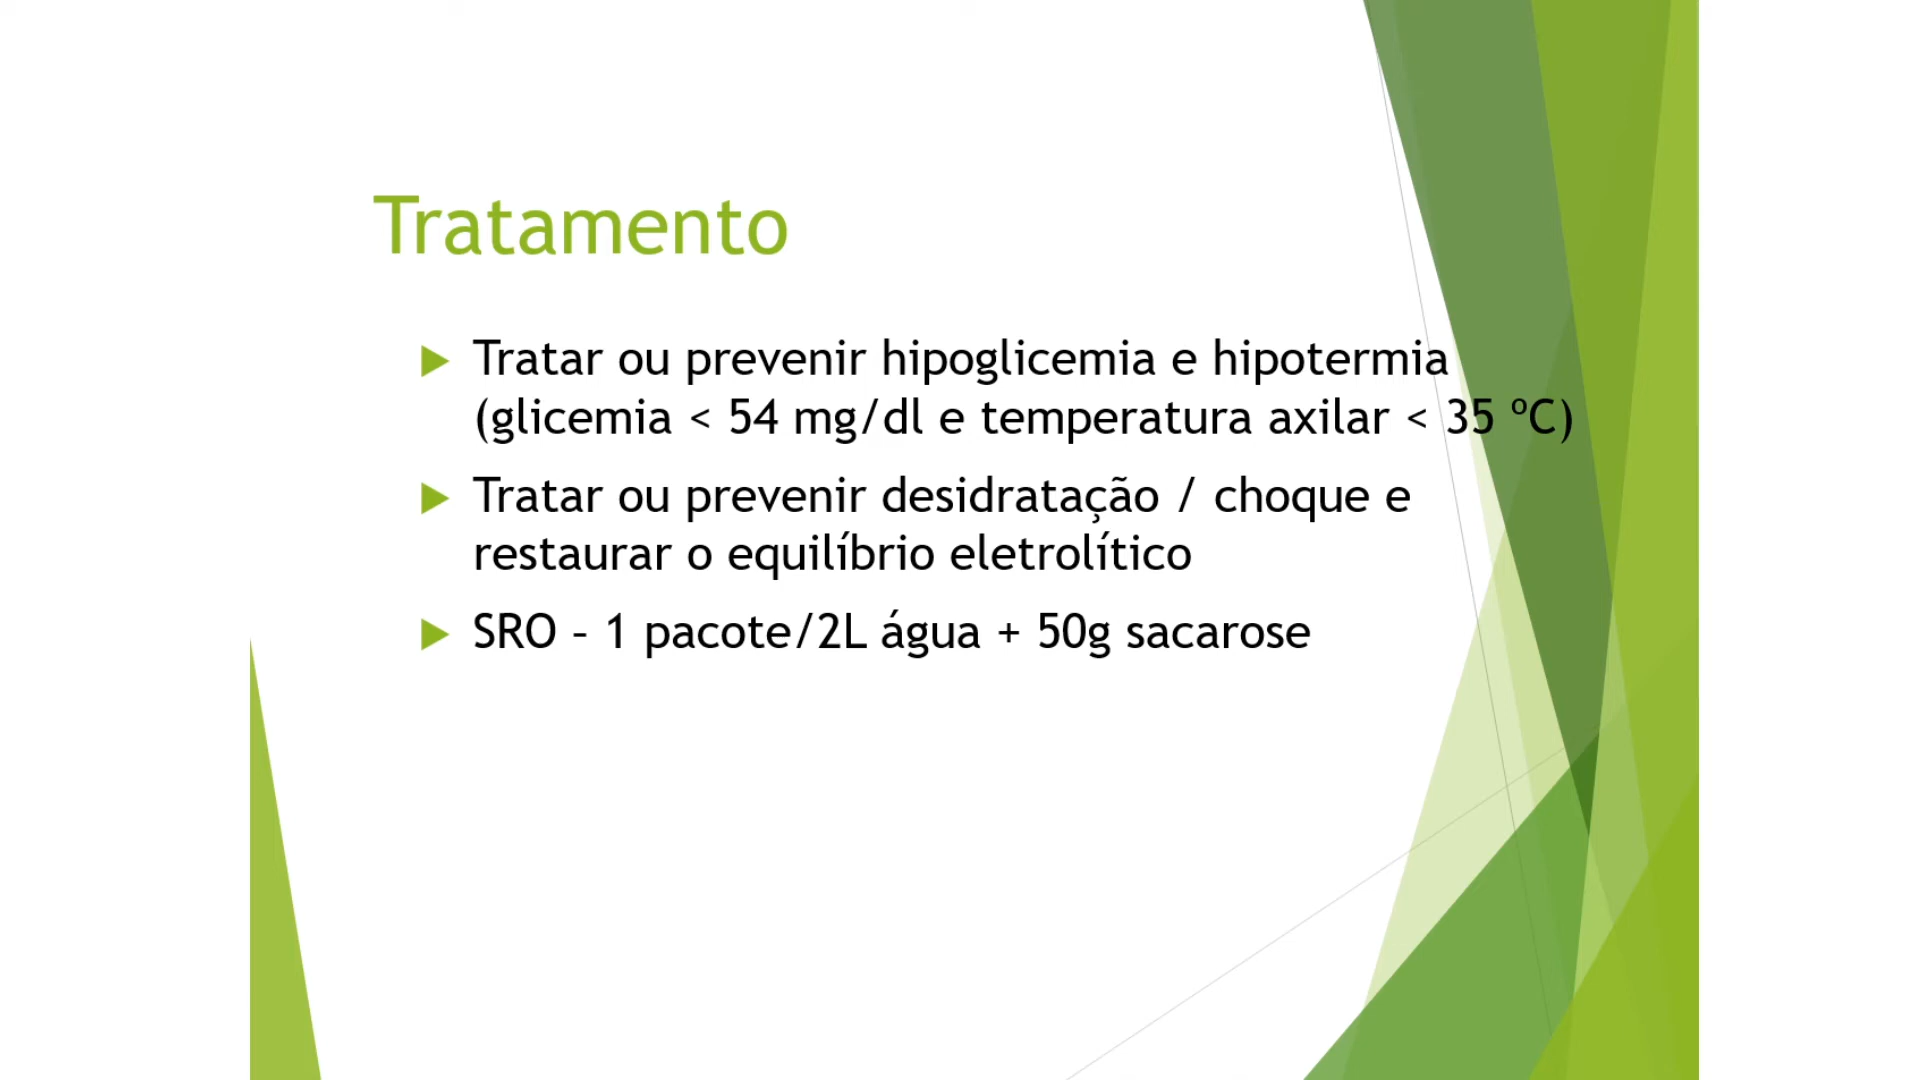 Tratamento
Tratar ou prevenir hipoglicemia e hipotermia
(glicemia < 54 mg/dl e temperatura axilar < 35 ºC)
Tratar ou prevenir desidratação / choque e
restaurar o equilíbrio eletrolítico
SRO – 1 pacote/2L água + 50g sacarose